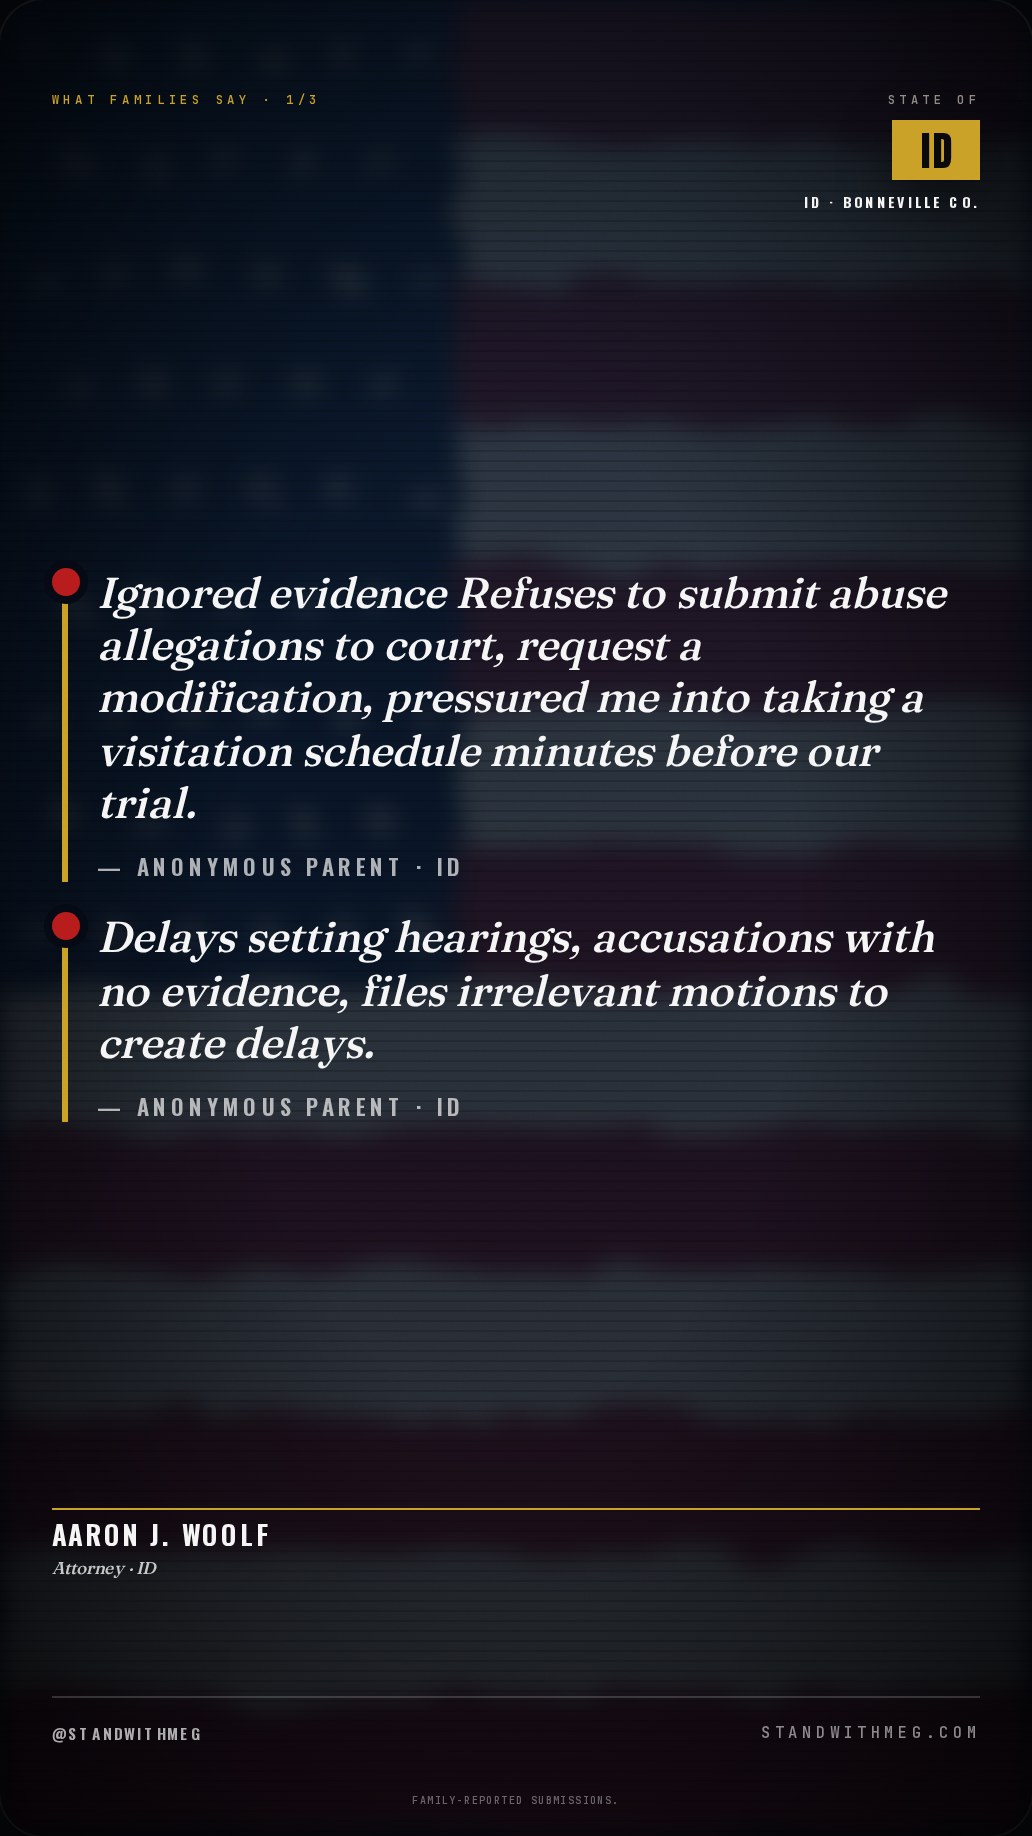 WHAT FAMILIES SAY · 1/3
STATE OF
ID
ID · BONNEVILLE CO.
Ignored evidence Refuses to submit abuse
allegations to court, request a
modification, pressured me into taking a
visitation schedule minutes before our
trial.
— ANONYMOUS PARENT · ID
Delays setting hearings, accusations with
no evidence, files irrelevant motions to
create delays.
— ANONYMOUS PARENT · ID
AARON J. WOOLF
Attorney · ID
@STANDWITHMEG
STANDWITHMEG.COM
FAMILY-REPORTED SUBMISSIONS.